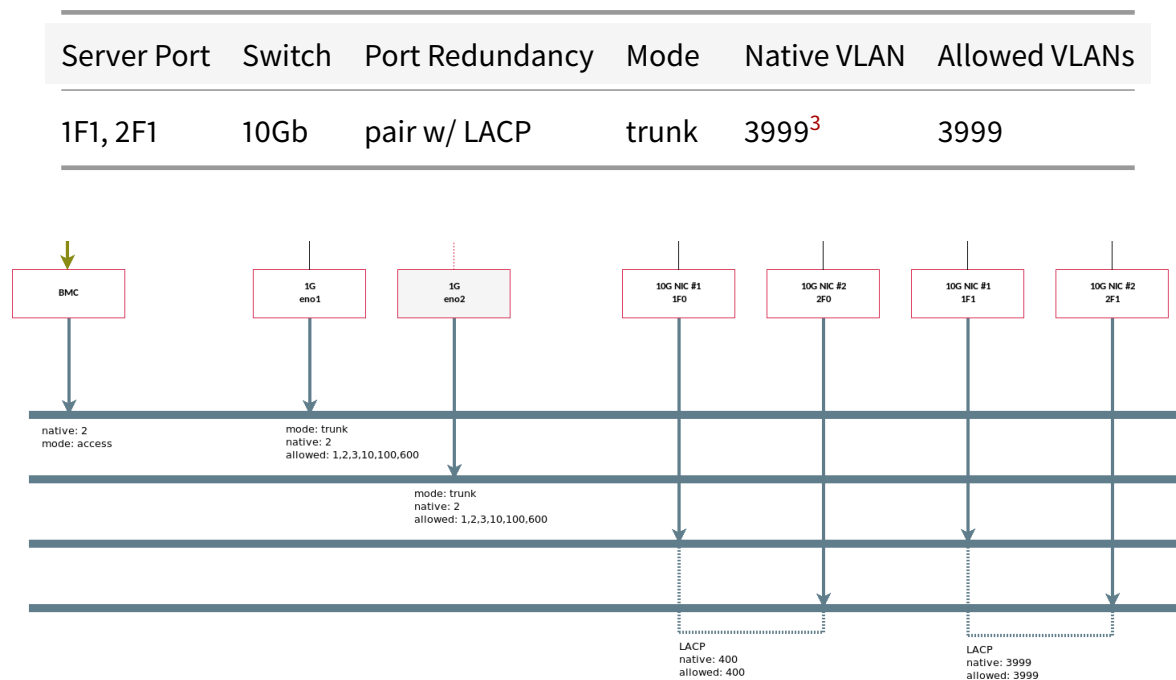 Server Port Switch Port Redundancy Mode Native VLAN Allowed VLANs
1F1, 2F1 10Gb pair w/ LACP trunk 3999³ 3999
BMC
1G
eno1
1G
eno2
10G NIC #1
1F0
10G NIC #2
2F0
10G NIC #1
1F1
10G NIC #2
2F1
native: 2
mode: access
mode: trunk
native: 2
allowed: 1,2,3,10,100,600
mode: trunk
native: 2
allowed: 1,2,3,10,100,600
LACP
native: 400
allowed: 400
LACP
native: 3999
allowed: 3999